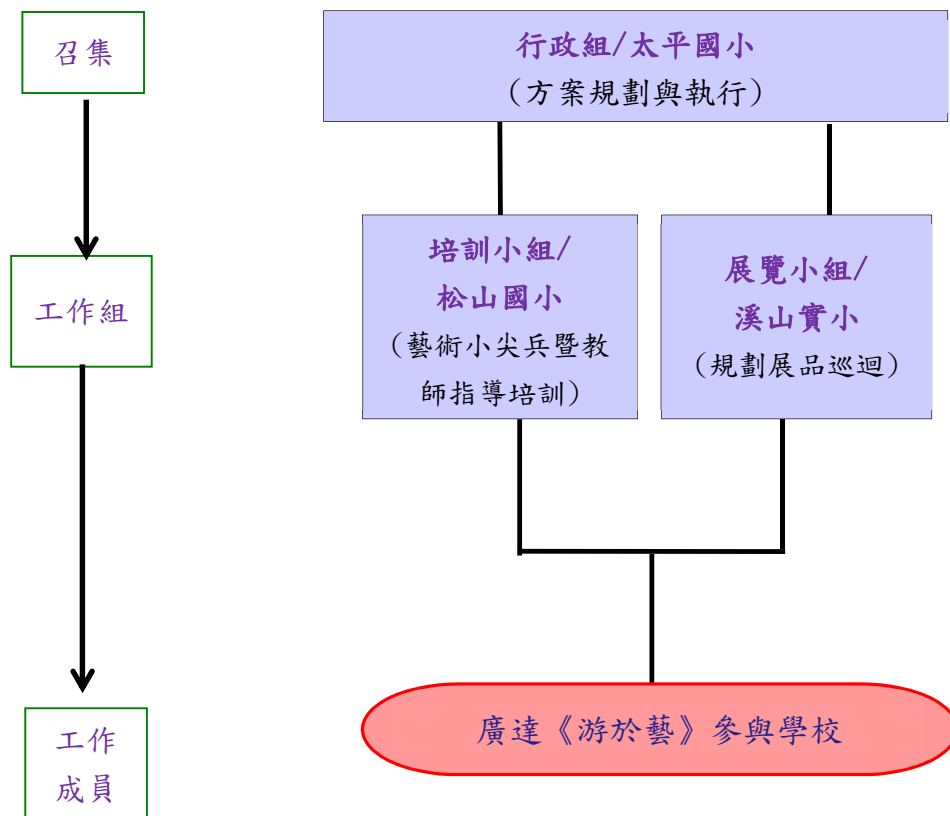 召集
行政組/太平國小
（方案規劃與執行）
工作組
培訓小組/
松山國小
（藝術小尖兵暨教
師指導培訓）
展覽小組/
溪山實小
（規劃展品巡迴）
工作
成員
廣達《游於藝》參與學校